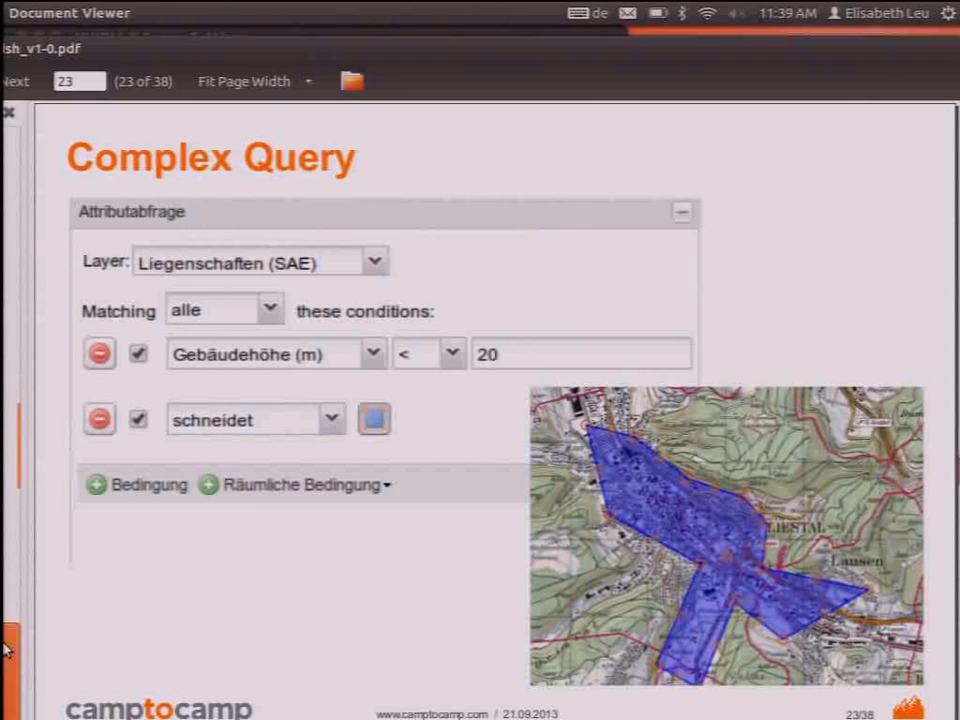 Document Viewer
de
11:39 AM
Elisabeth Leu
ish_v1-0.pdf
Next
23
(23 of 38)
Fit Page Width
Complex Query
Attributabfrage
Layer:
Liegenschaften (SAE)
Matching
alle
these conditions:
Gebäudehöhe (m)
<
20
schneidet
Bedingung
Räumliche Bedingung
LIESTAL
Lausen
camptocamp
www.camptocamp.com / 21.09.2013
23/38